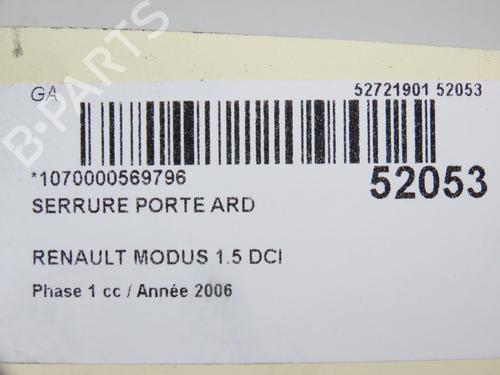 B-PARTS
GA 52721901 52053
*1070000569796 52053
SERRURE PORTE ARD
RENAULT MODUS 1.5 DCI
Phase 1 cc / Année 2006